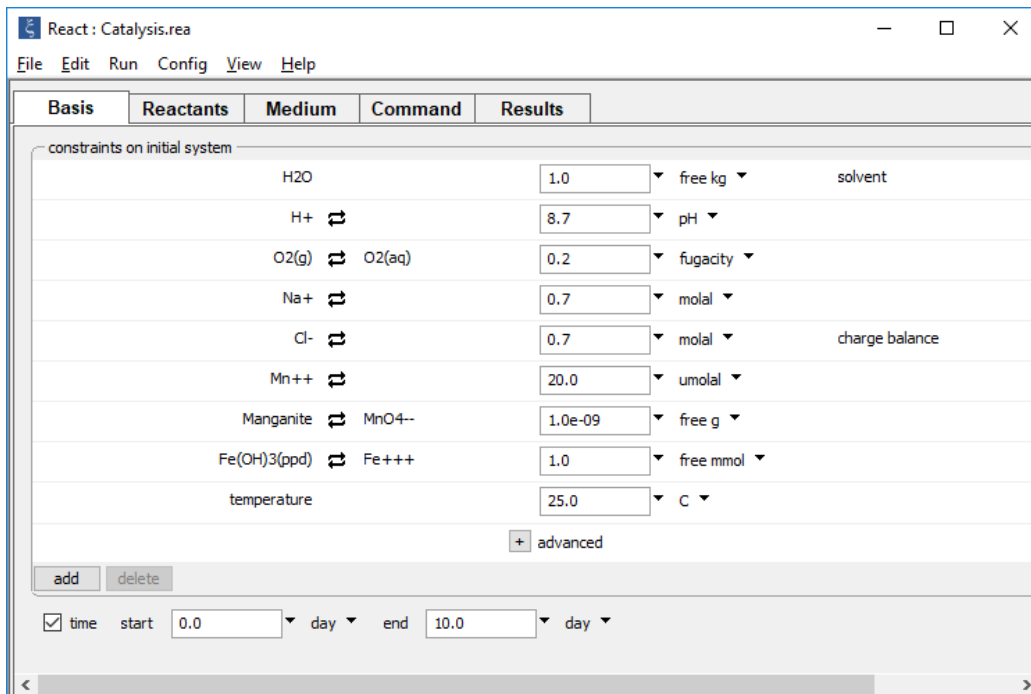 React : Catalysis.rea
File Edit Run Config View Help
Basis Reactants Medium Command Results
constraints on initial system
H2O 1.0 free kg solvent
H+ 8.7 pH
O2(g) O2(aq) 0.2 fugacity
Na+ 0.7 molal
Cl- 0.7 molal charge balance
Mn++ 20.0 umolal
Manganite MnO4-- 1.0e-09 free g
Fe(OH)3(ppd) Fe+++ 1.0 free mmol
temperature 25.0 C
+ advanced
add delete
time start 0.0 day end 10.0 day